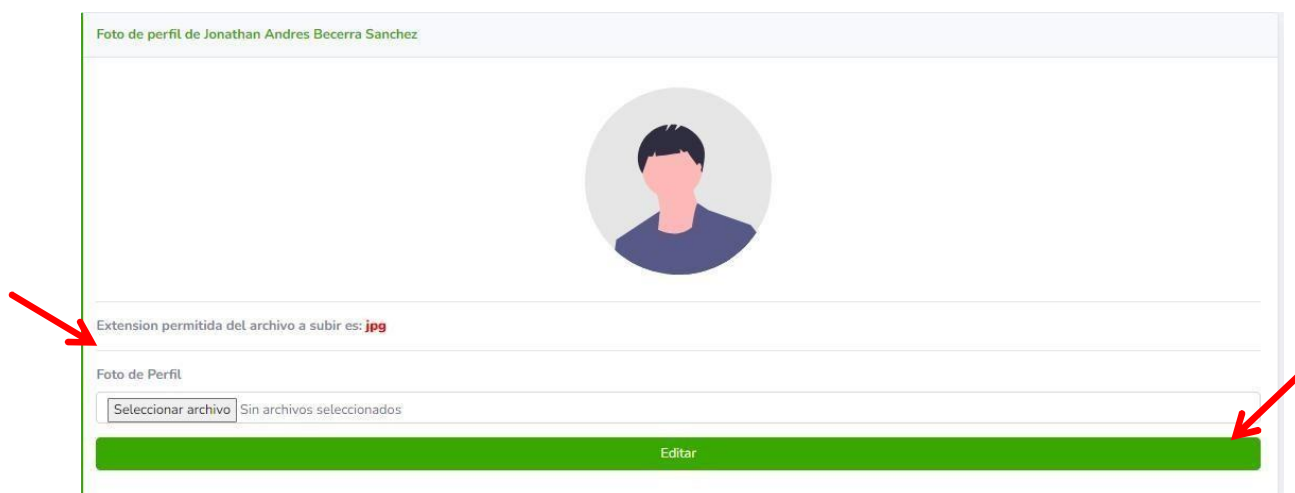 Foto de perfil de Jonathan Andres Becerra Sanchez
Extension permitida del archivo a subir es: jpg
Foto de Perfil
Seleccionar archivo Sin archivos seleccionados
Editar